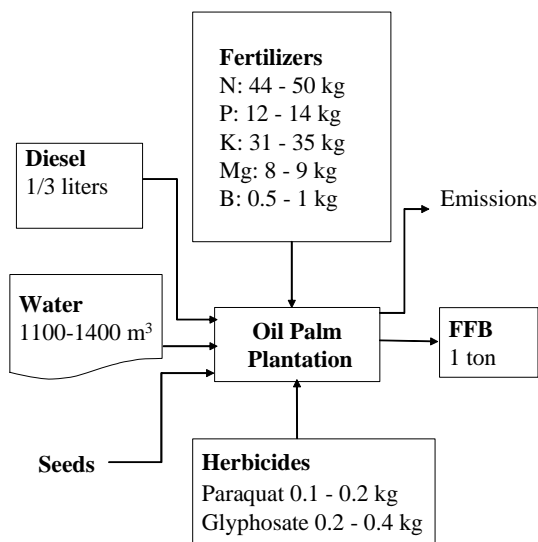 Fertilizers
N: 44 - 50 kg
P: 12 - 14 kg
K: 31 - 35 kg
Mg: 8 - 9 kg
B: 0.5 - 1 kg
Diesel
1/3 liters
Emissions
Water
1100-1400 m³
Oil Palm
Plantation
FFB
1 ton
Seeds
Herbicides
Paraquat 0.1 - 0.2 kg
Glyphosate 0.2 - 0.4 kg